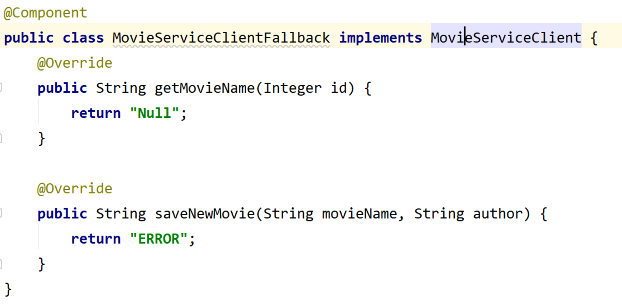 @Component
public class MovieServiceClientFallback implements MovieServiceClient {
    @Override
    public String getMovieName(Integer id) {
        return "Null";
    }

    @Override
    public String saveNewMovie(String movieName, String author) {
        return "ERROR";
    }
}